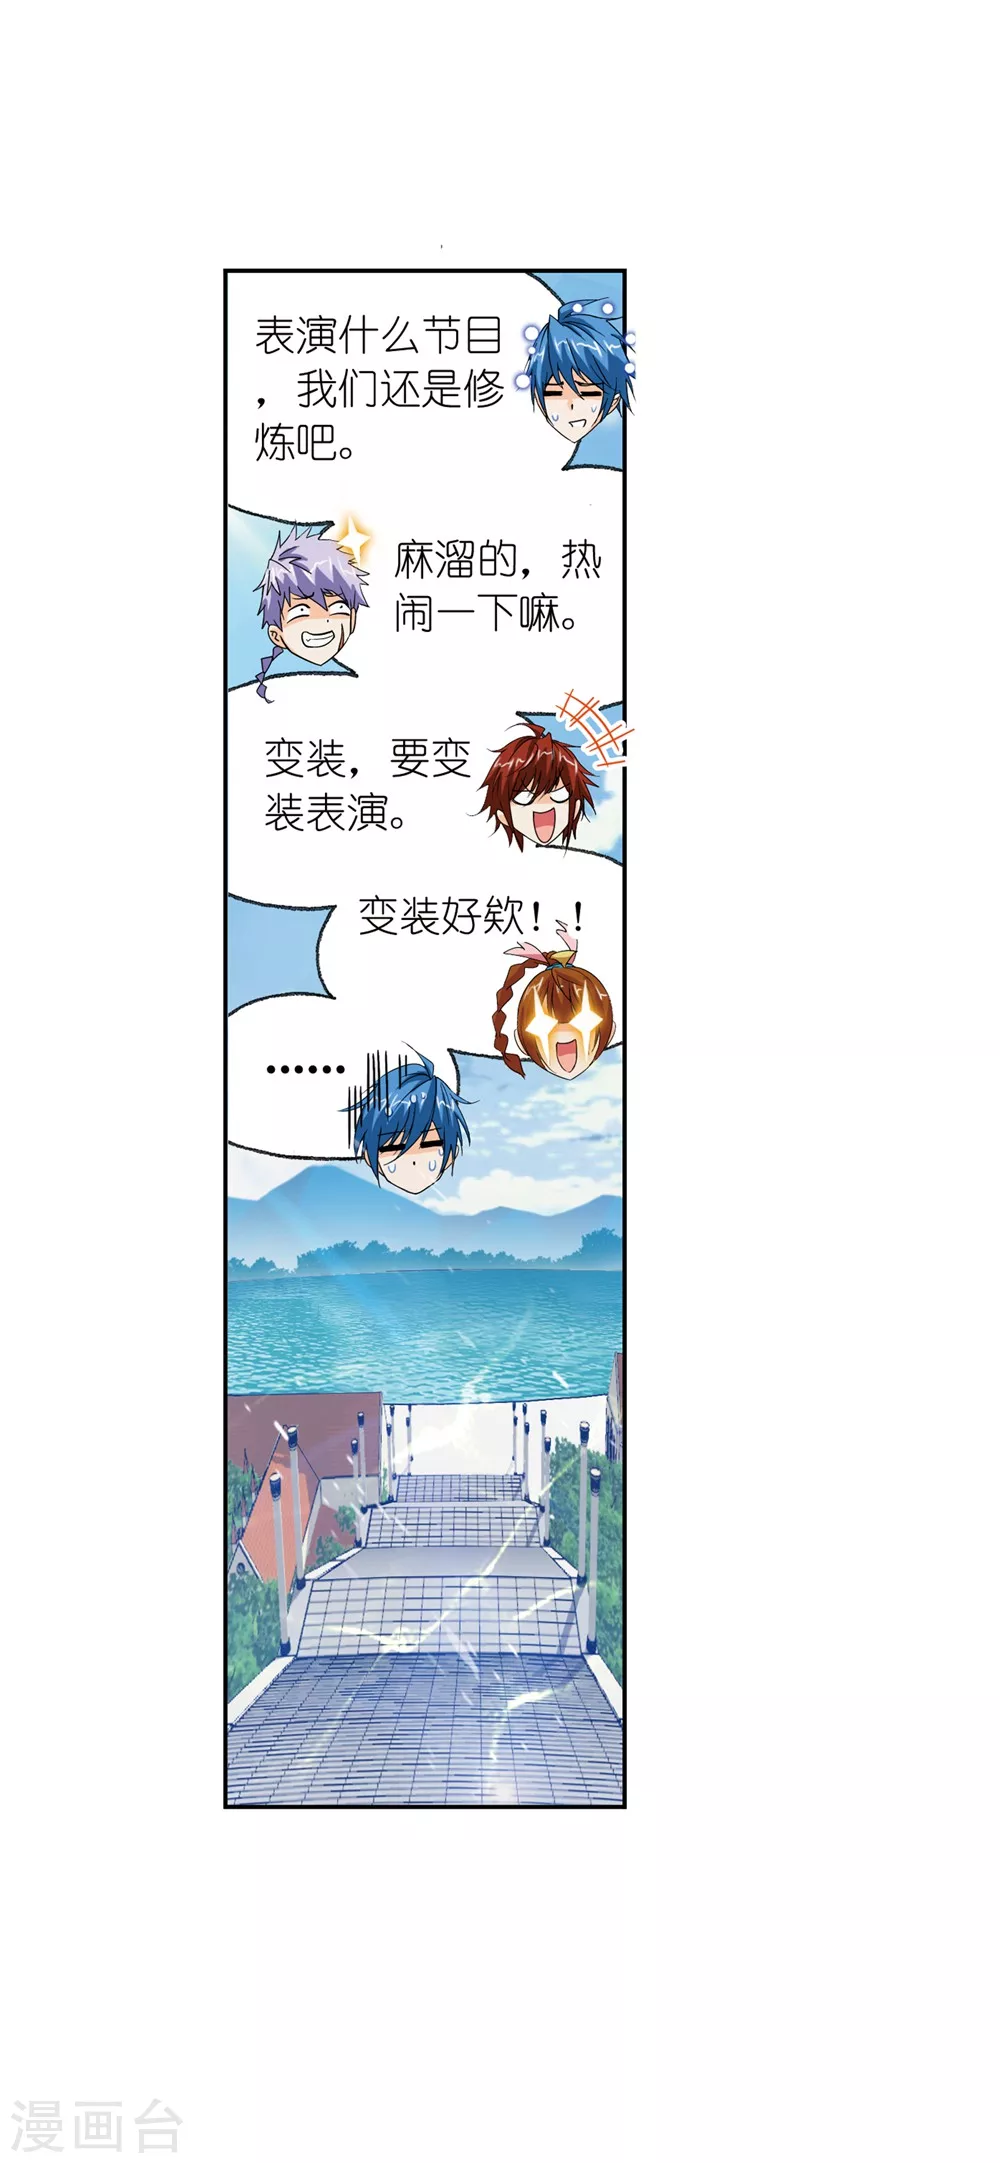 表演什么节目
，我们还是修
炼吧。
麻溜的，热
闹一下嘛。
变装，要变
装表演。
变装好欸！！
……
漫画台